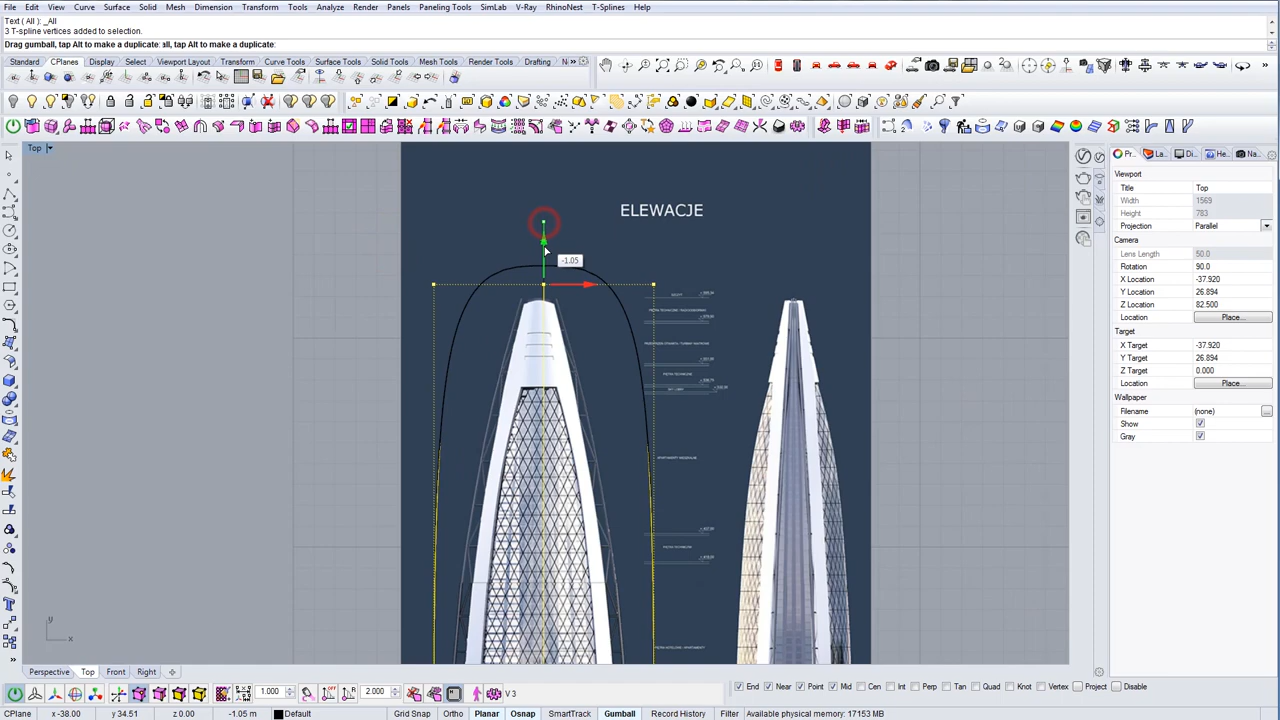 File Edit View Curve Surface Solid Mesh Dimension Transform Tools Analyze Render Panels Paneling Tools SimLab V-Ray RhinoNest T-Splines Help
Text ( All ): _All
3 T-spline vertices added to selection.
Drag gumball, tap Alt to make a duplicate: all, tap Alt to make a duplicate:
Standard CPlanes Display Select Viewport Layout Transform Curve Tools Surface Tools Solid Tools Mesh Tools Render Tools Drafting
Top
ELEWACJE
-1.05
y
x
Pr... La... Di... He... Na...
Viewport
Title Top
Width 1569
Height 783
Projection Parallel
Camera
Lens Length 50.0
Rotation 90.0
X Location -37.920
Y Location 26.894
Z Location 82.500
Location Place...
Target
X Target -37.920
Y Target 26.894
Z Target 0.000
Location Place...
Wallpaper
Filename (none) ...
Show
Gray
Perspective Top Front Right
1.000 2.000 V 3
End Near Point Mid Cen Int Perp Tan Quad Knot Vertex Project Disable
CPlane x -38.00 y 34.51 z 0.00 -1.05 m Default Grid Snap Ortho Planar Osnap SmartTrack Gumball Record History Filter Available physical memory: 17153 MB